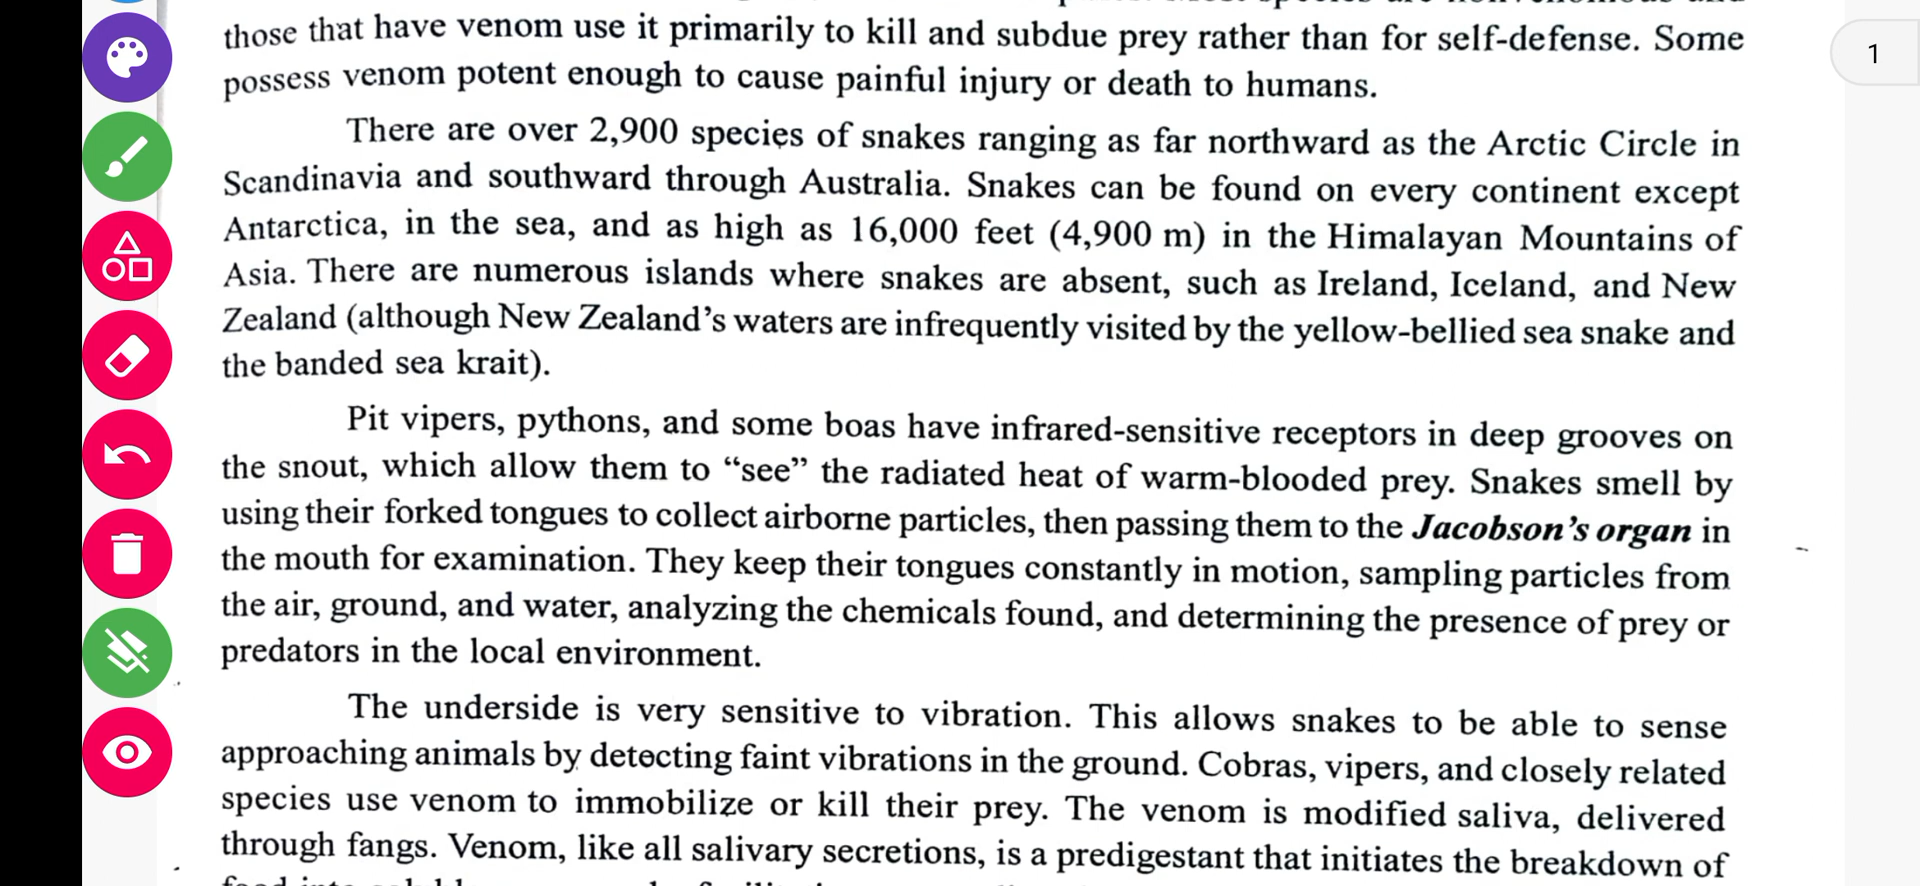 those that have venom use it primarily to kill and subdue prey rather than for self-defense. Some
possess venom potent enough to cause painful injury or death to humans.
There are over 2,900 species of snakes ranging as far northward as the Arctic Circle in
Scandinavia and southward through Australia. Snakes can be found on every continent except
Antarctica, in the sea, and as high as 16,000 feet (4,900 m) in the Himalayan Mountains of
Asia. There are numerous islands where snakes are absent, such as Ireland, Iceland, and New
Zealand (although New Zealand's waters are infrequently visited by the yellow-bellied sea snake and
the banded sea krait).
Pit vipers, pythons, and some boas have infrared-sensitive receptors in deep grooves on
the snout, which allow them to “see” the radiated heat of warm-blooded prey. Snakes smell by
using their forked tongues to collect airborne particles, then passing them to the Jacobson's organ in
the mouth for examination. They keep their tongues constantly in motion, sampling particles from
the air, ground, and water, analyzing the chemicals found, and determining the presence of prey or
predators in the local environment.
The underside is very sensitive to vibration. This allows snakes to be able to sense
approaching animals by detecting faint vibrations in the ground. Cobras, vipers, and closely related
species use venom to immobilize or kill their prey. The venom is modified saliva, delivered
through fangs. Venom, like all salivary secretions, is a predigestant that initiates the breakdown of
1